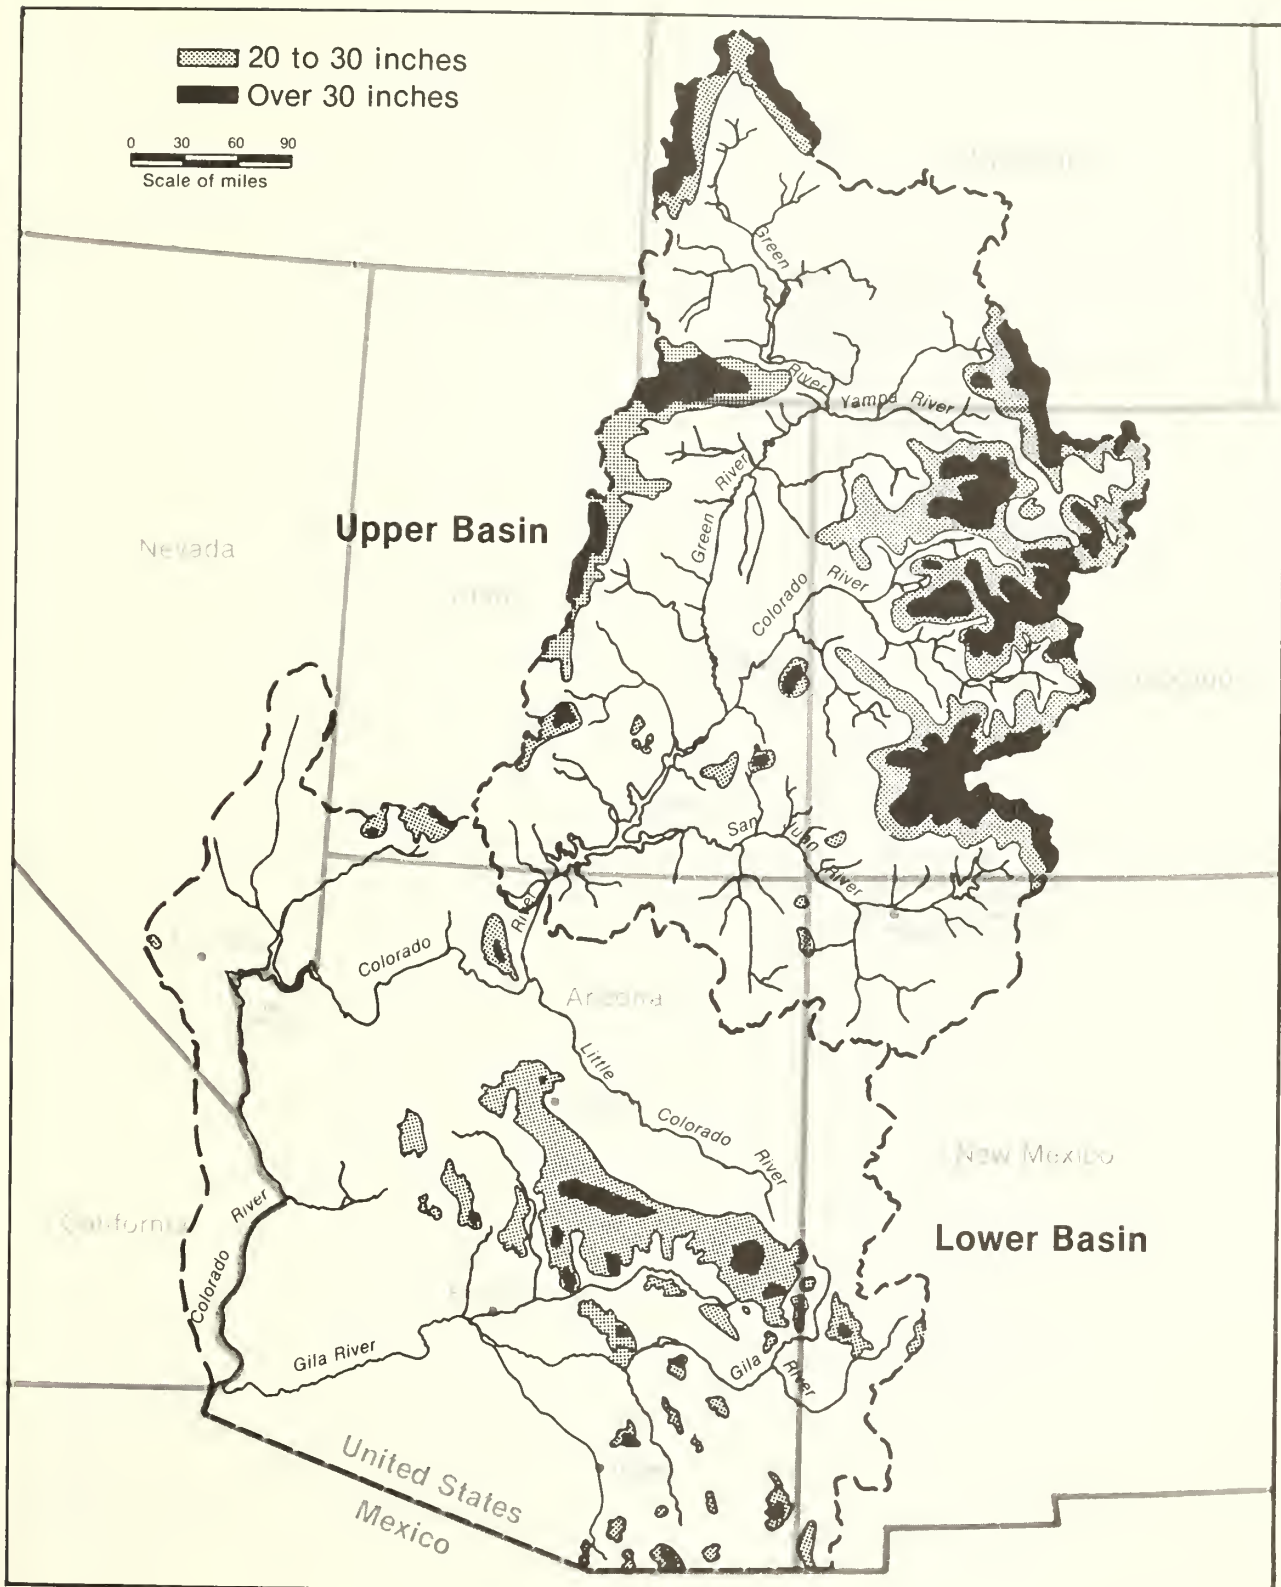 20 to 30 inches
Over 30 inches
0 30 60 90
Scale of miles
Green
River
Yampa River
River
Green
Upper Basin
Nevada
Colorado River
San Juan River
River
Colorado
Arizona
Little
Colorado
River
New Mexico
California
River
Colorado
Lower Basin
Gila River
Gila
River
United States
Mexico